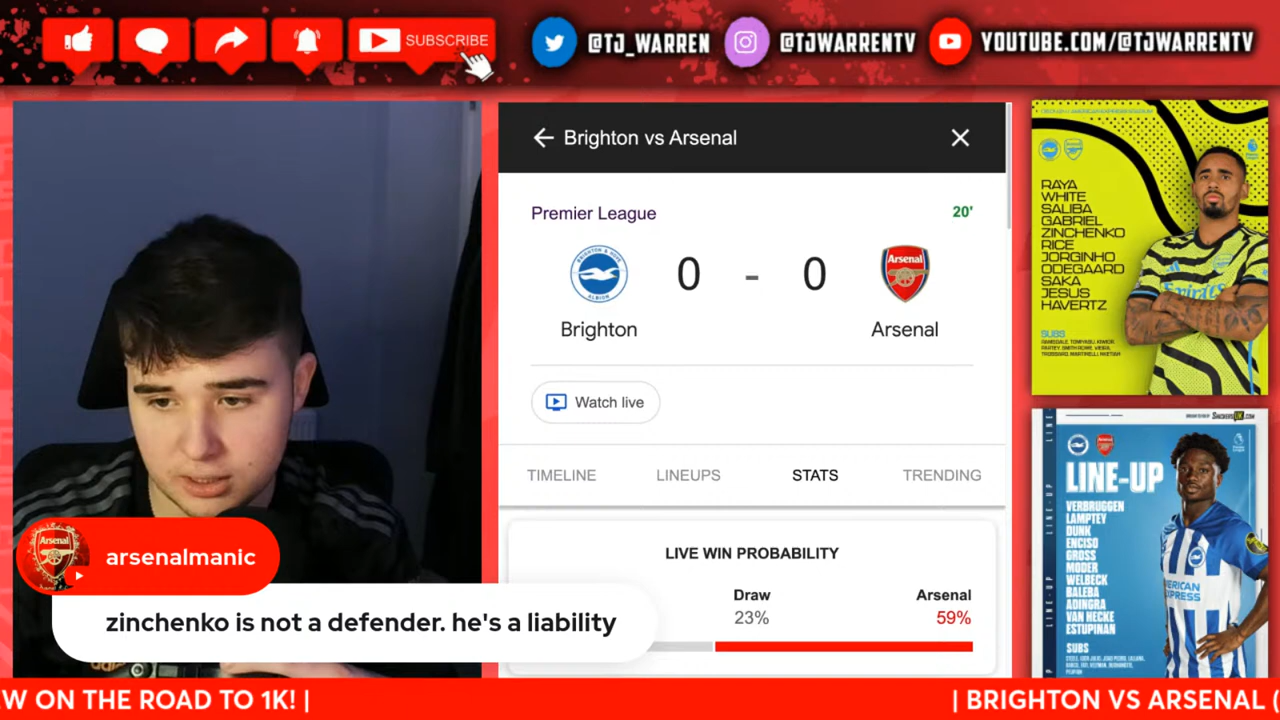 SUBSCRIBE
@TJ_WARREN
@TJWARRENTV
YOUTUBE.COM/@TJWARRENTV
Brighton vs Arsenal
Premier League
20'
0 - 0
Arsenal
Brighton
Arsenal
Watch live
TIMELINE
LINEUPS
STATS
TRENDING
LIVE WIN PROBABILITY
Draw
Arsenal
23%
59%
Arsenal
arsenalmanic
zinchenko is not a defender. he's a liability
RAYA
WHITE
SALIBA
GABRIEL
ZINCHENKO
RICE
JORGINHO
ODEGAARD
SAKA
JESUS
HAVERTZ
SUBS
LINE-UP
VERBRUGGEN
LAMPTEY
DUNK
ENCISO
GROSS
MODER
WELBECK
BALEBA
ADINGRA
VAN HECKE
ESTUPINAN
SUBS
EW ON THE ROAD TO 1K! |
| BRIGHTON VS ARSENAL (